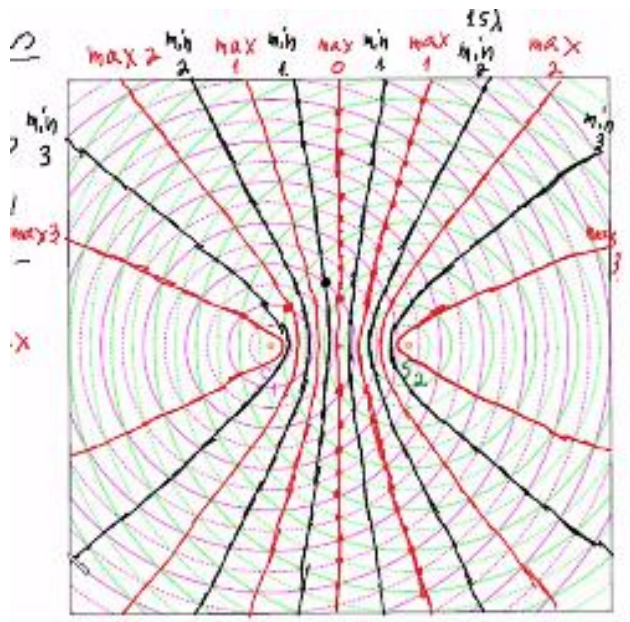 1.5λ
max 2 min 2 max 1 min 1 max 0 min 1 max 1 min 2 max 2
min 3
min 3
max 3
max 3
x
S2